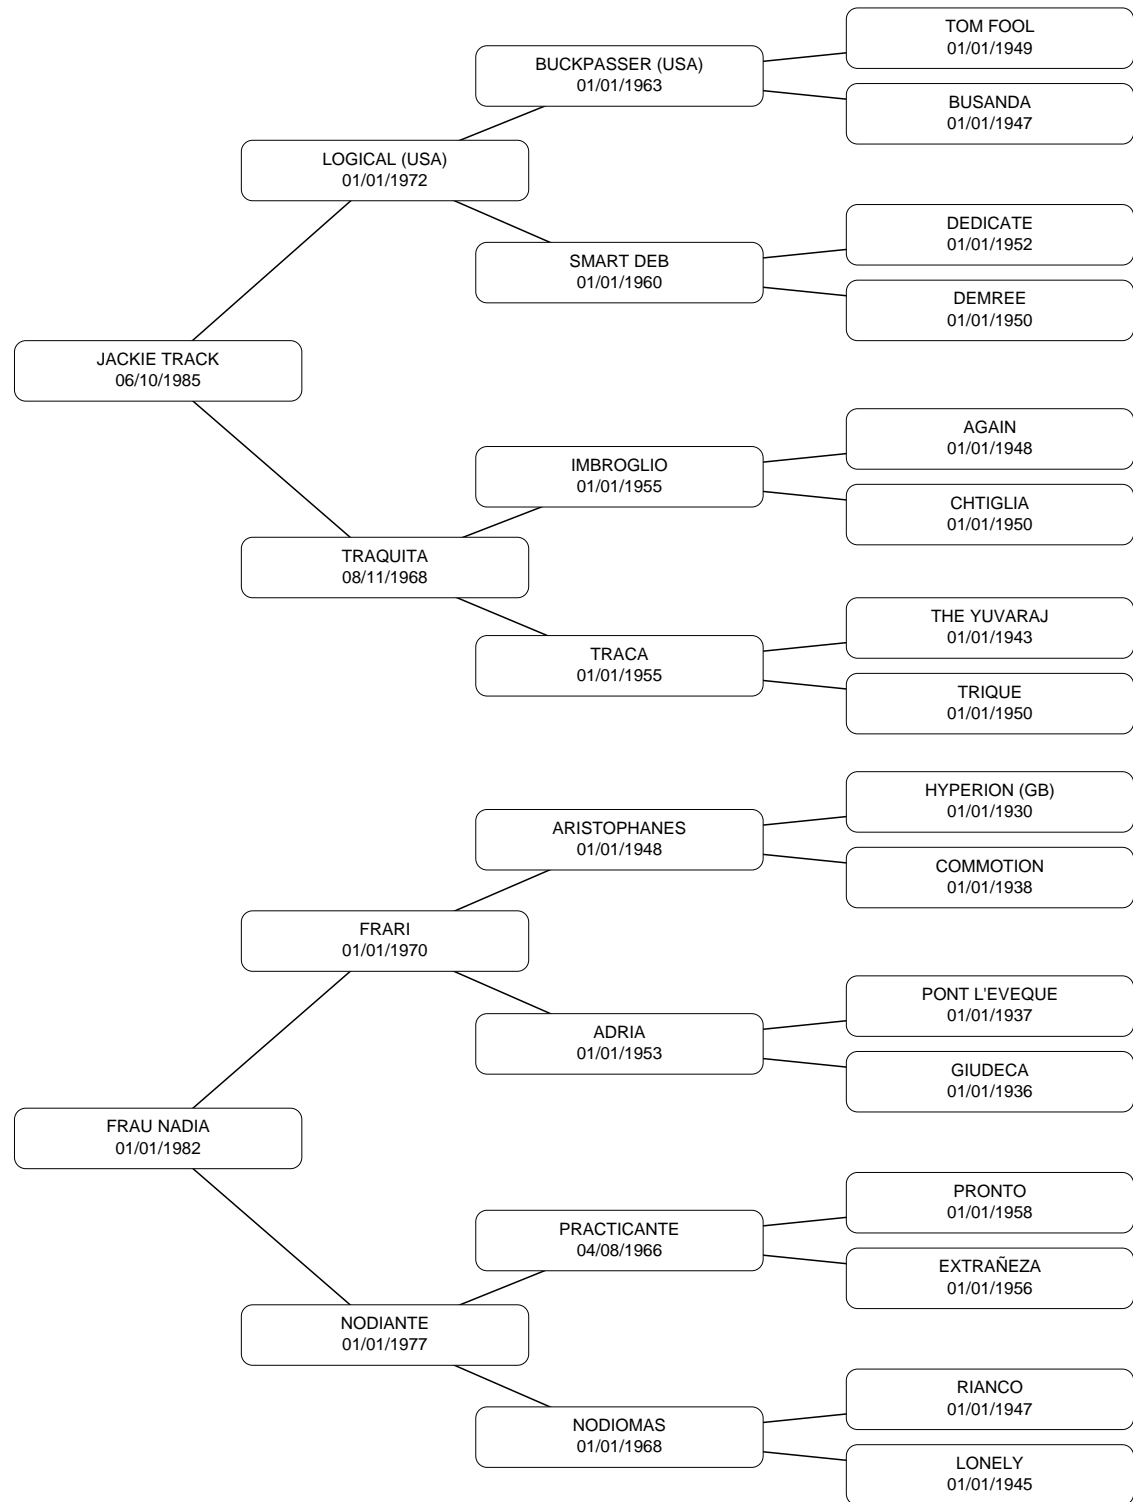 TOM FOOL
01/01/1949
BUCKPASSER (USA)
01/01/1963
BUSANDA
01/01/1947
LOGICAL (USA)
01/01/1972
DEDICATE
01/01/1952
SMART DEB
01/01/1960
DEMREE
01/01/1950
JACKIE TRACK
06/10/1985
AGAIN
01/01/1948
IMBROGLIO
01/01/1955
CHTIGLIA
01/01/1950
TRAQUITA
08/11/1968
THE YUVARAJ
01/01/1943
TRACA
01/01/1955
TRIQUE
01/01/1950
HYPERION (GB)
01/01/1930
ARISTOPHANES
01/01/1948
COMMOTION
01/01/1938
FRARI
01/01/1970
PONT L'EVEQUE
01/01/1937
ADRIA
01/01/1953
GIUDECA
01/01/1936
FRAU NADIA
01/01/1982
PRONTO
01/01/1958
PRACTICANTE
04/08/1966
EXTRAÑEZA
01/01/1956
NODIANTE
01/01/1977
RIANCO
01/01/1947
NODIOMAS
01/01/1968
LONELY
01/01/1945